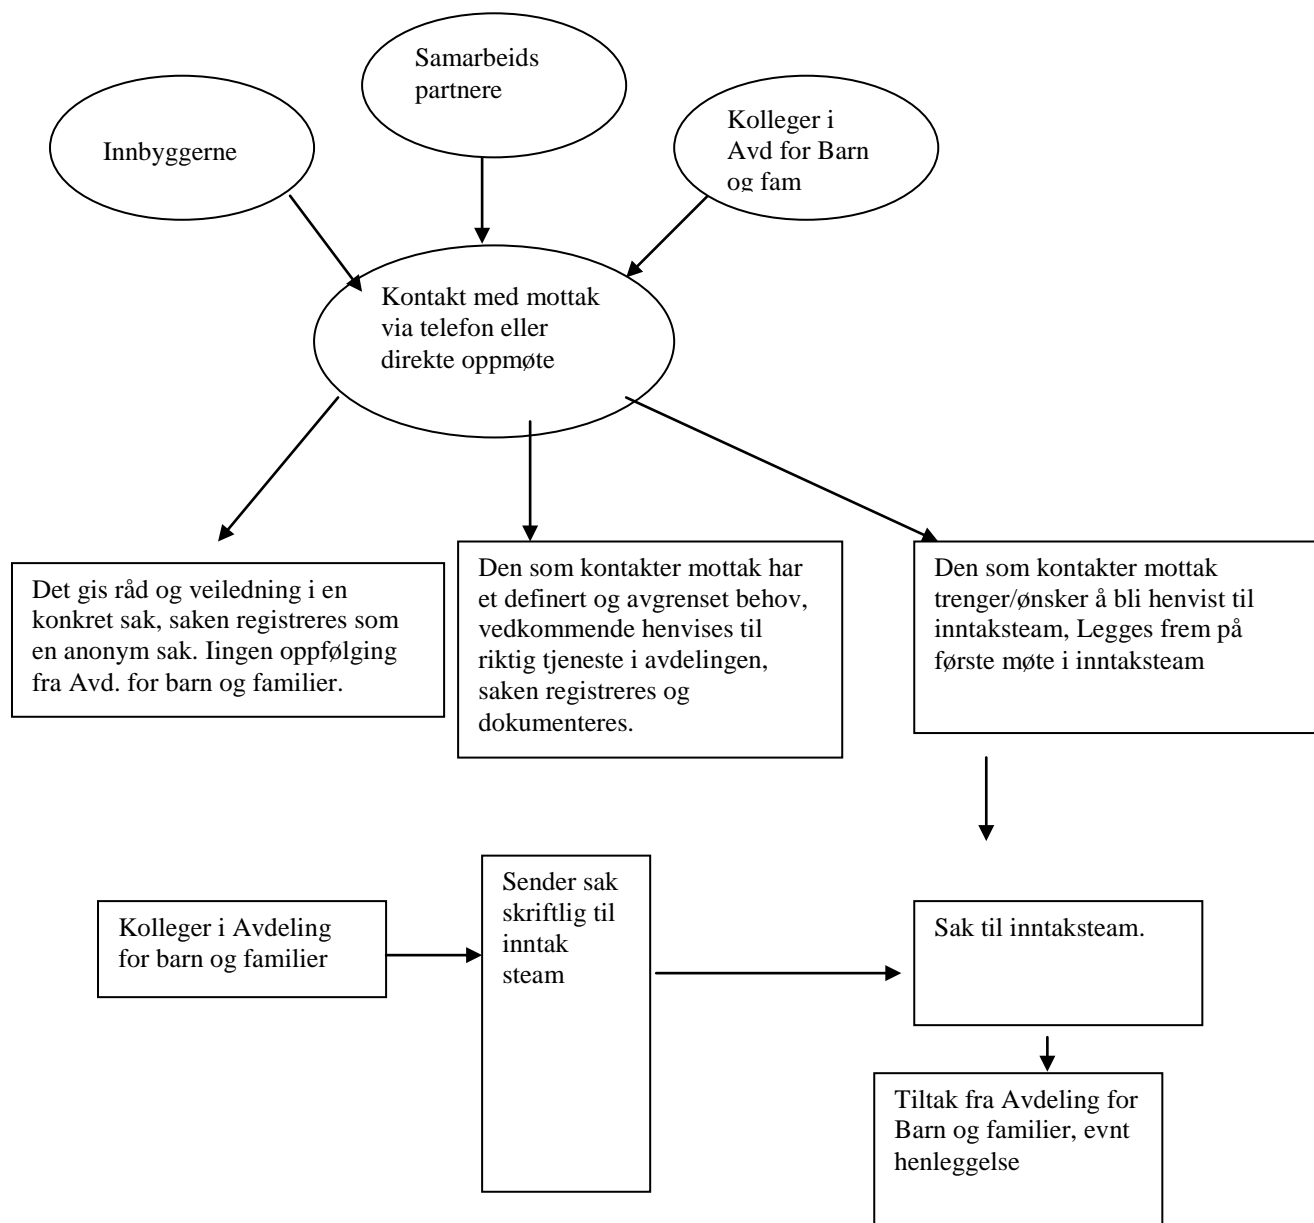 Samarbeids
partnere
Innbyggerne
Kolleger i
Avd for Barn
og fam
Kontakt med mottak
via telefon eller
direkte oppmøte
Det gis råd og veiledning i en
konkret sak, saken registreres som
en anonym sak. Iingen oppfølging
fra Avd. for barn og familier.
Den som kontakter mottak har
et definert og avgrenset behov,
vedkommende henvises til
riktig tjeneste i avdelingen,
saken registreres og
dokumenteres.
Den som kontakter mottak
trenger/ønsker å bli henvist til
inntaksteam, Legges frem på
første møte i inntaksteam
Kolleger i Avdeling
for barn og familier
Sender sak
skriftlig til
inntak
steam
Sak til inntaksteam.
Tiltak fra Avdeling for
Barn og familier, evnt
henleggelse